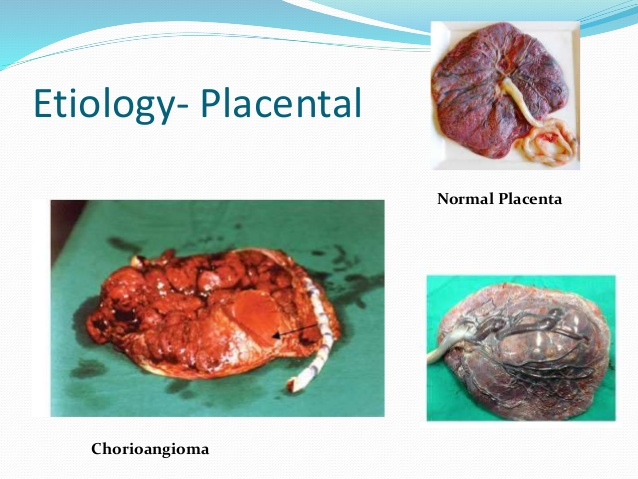 Etiology- Placental
Normal Placenta
Chorioangioma